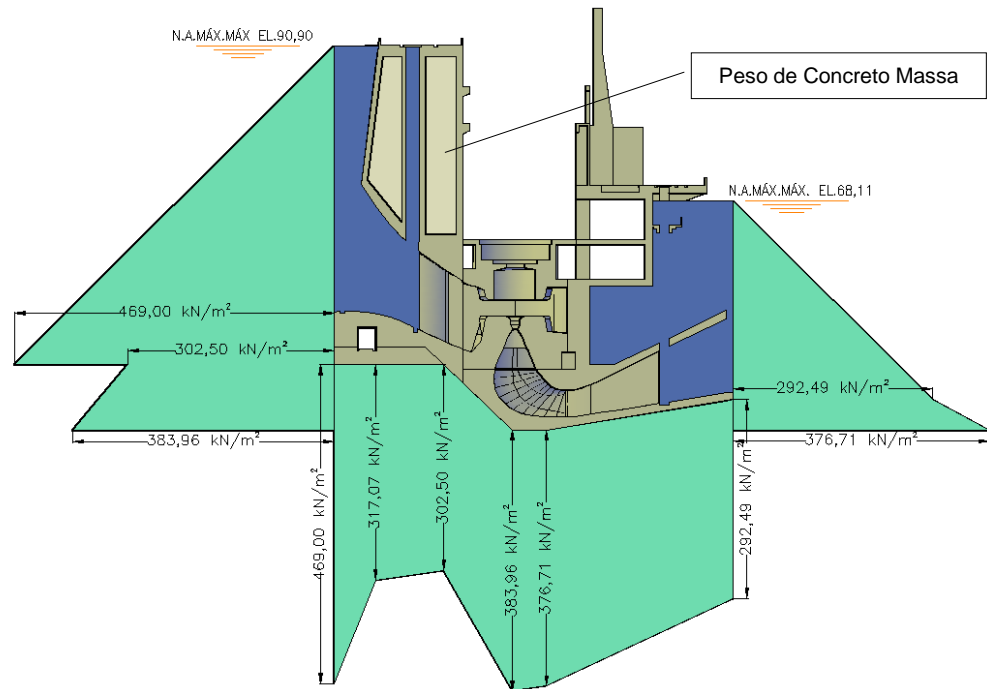 N.A.MÁX.MÁX EL.90,90
Peso de Concreto Massa
N.A.MÁX.MÁX. EL.68,11
469,00 kN/m²
302,50 kN/m²
383,96 kN/m²
292,49 kN/m²
376,71 kN/m²
469,00 kN/m²
317,07 kN/m²
302,50 kN/m²
383,96 kN/m²
376,71 kN/m²
292,49 kN/m²